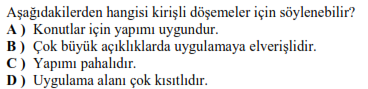 Aşağıdakilerden hangisi kirişli döşemeler için söylenebilir?
A ) Konutlar için yapımı uygundur.
B ) Çok büyük açıklıklarda uygulamaya elverişlidir.
C ) Yapımı pahalıdır.
D ) Uygulama alanı çok kısıtlıdır.